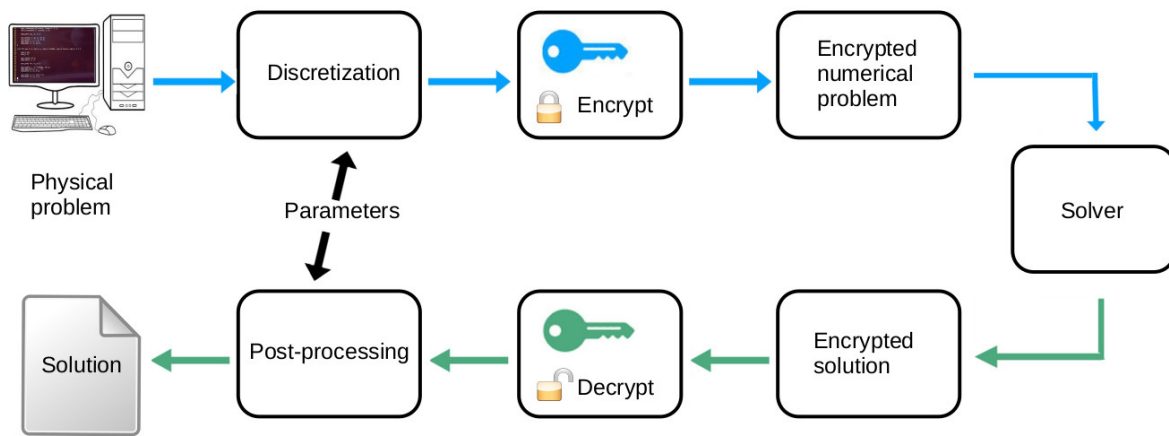 Physical
problem
Discretization
Encrypt
Encrypted
numerical
problem
Solver
Parameters
Solution
Post-processing
Decrypt
Encrypted
solution